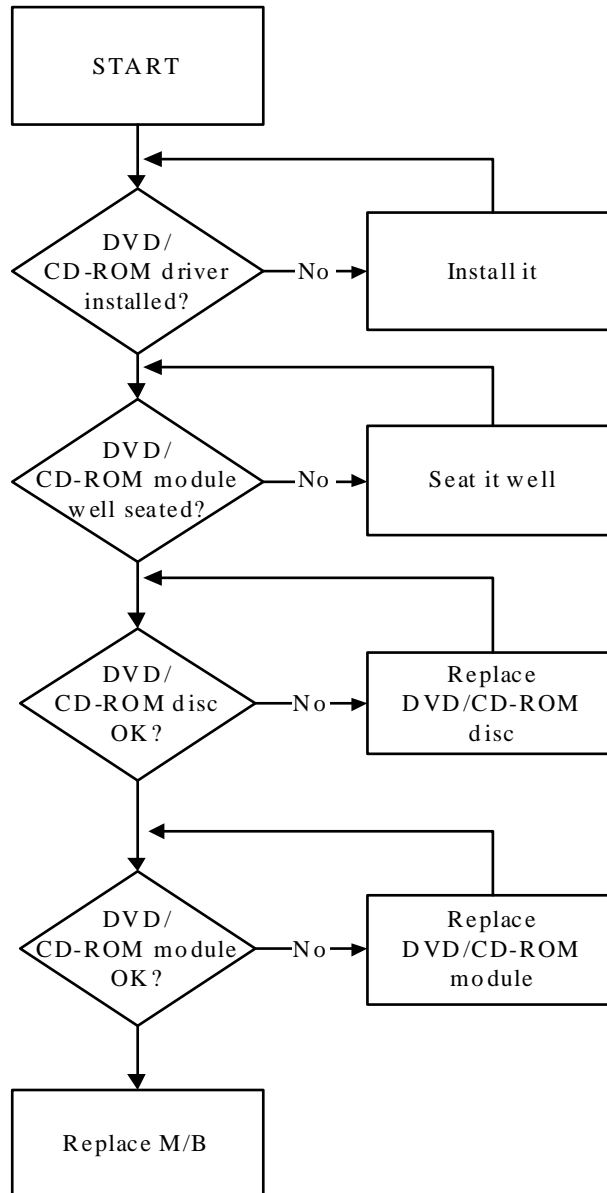 START
DVD/
CD-ROM driver
installed?
No
Install it
DVD/
CD-ROM module
well seated?
No
Seat it well
DVD/
CD-ROM disc
OK?
No
Replace
DVD/CD-ROM
disc
DVD/
CD-ROM module
OK?
No
Replace
DVD/CD-ROM
module
Replace M/B